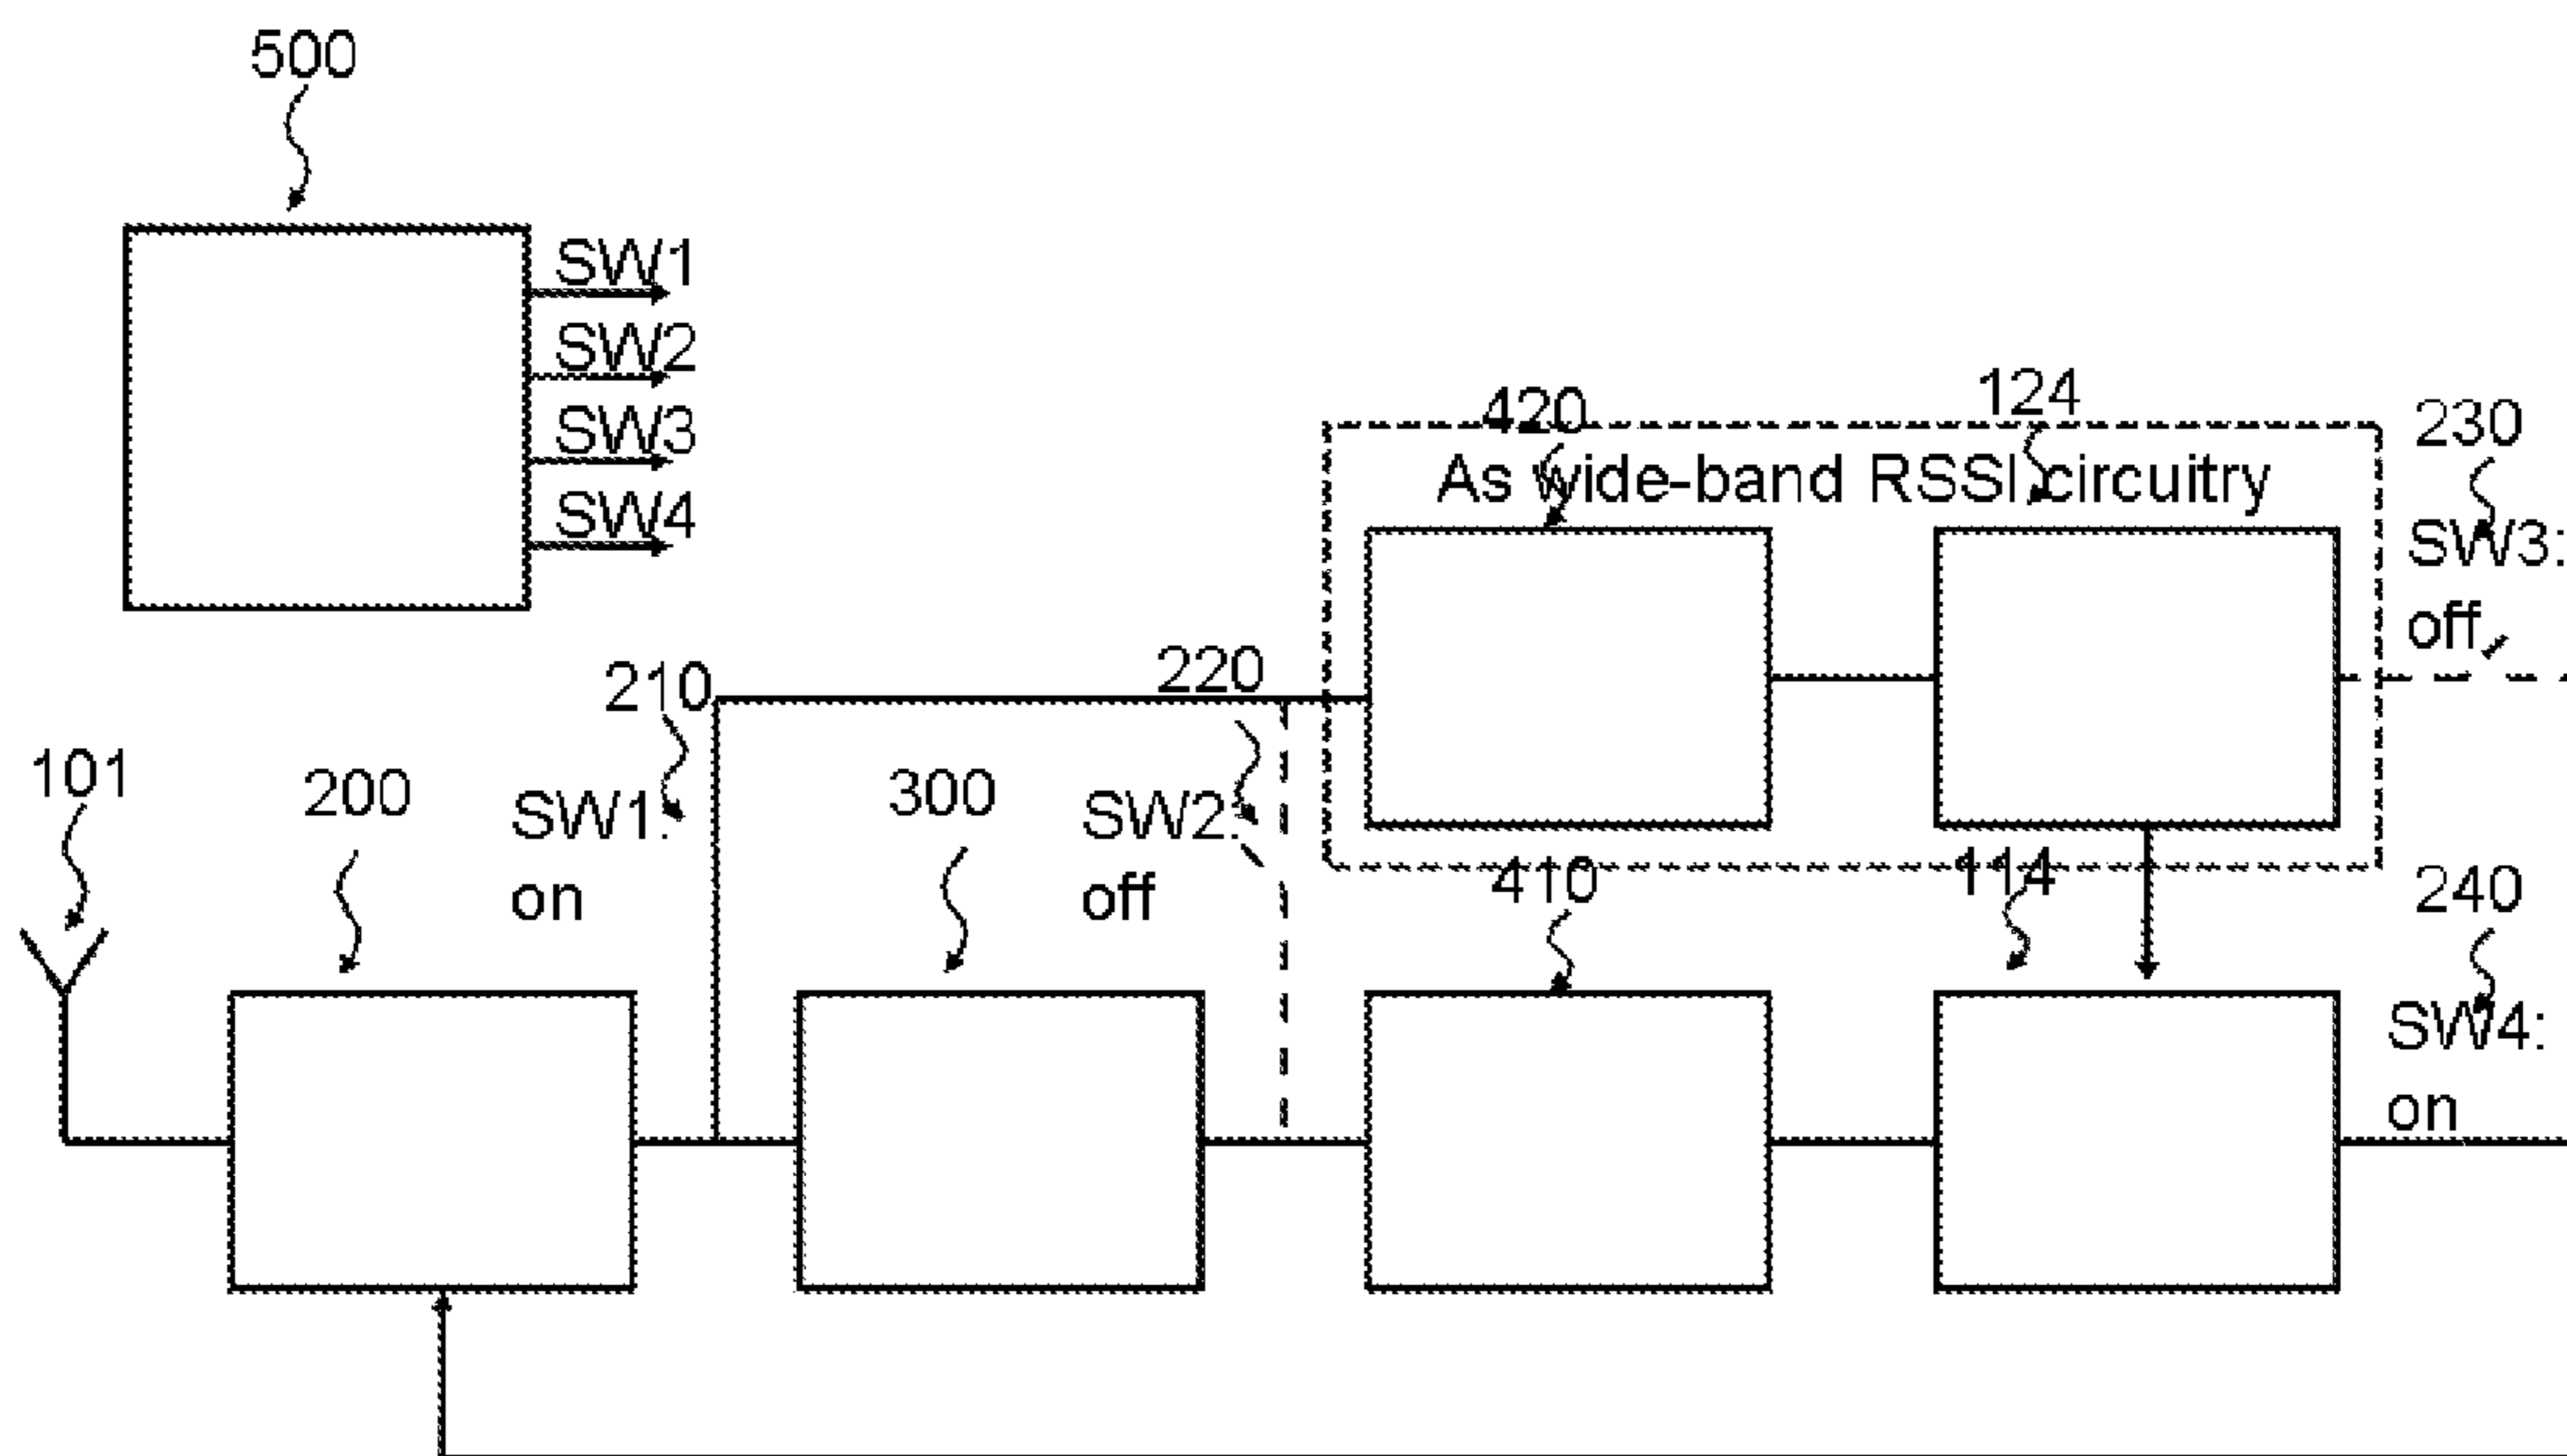 500
SW1
SW2
SW3
SW4
420
124
230
As wide-band RSSI circuitry
SW3:
off
210
220
101
200
SW1:
on
300
SW2:
off
410
114
240
SW4:
on